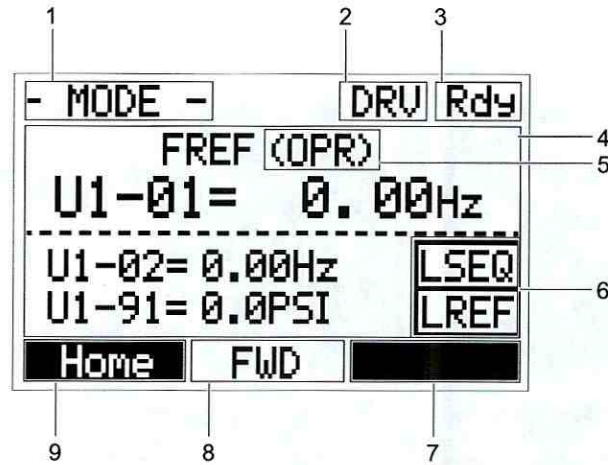 1 2 3
- MODE - DRV Rdy
4
FREF (OPR)
5
U1-01= 0.00Hz
U1-02= 0.00Hz LSEQ
6
U1-91= 0.0PSI LREF
Home FWD
9 8 7